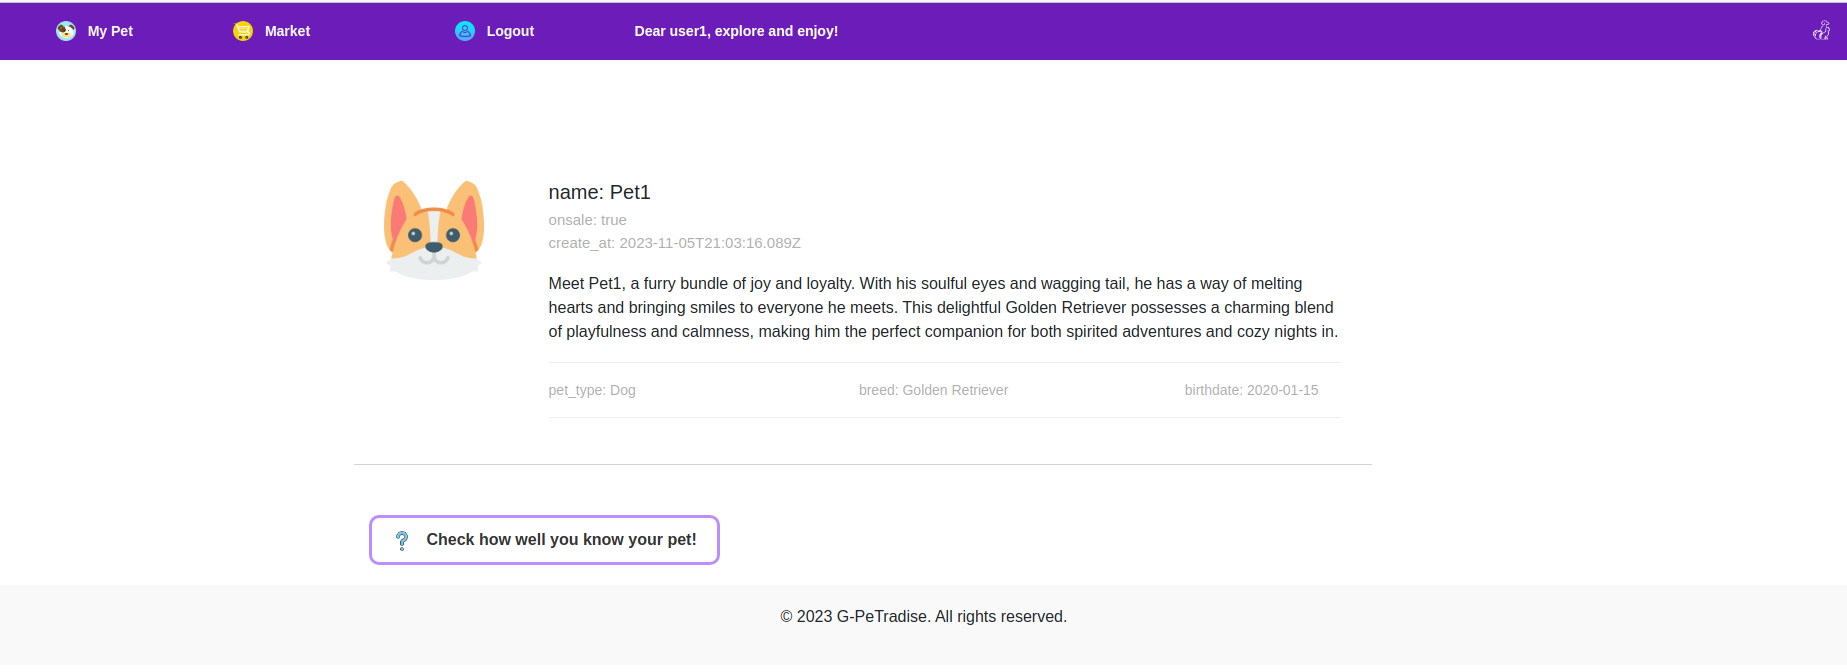 My Pet Market Logout Dear user1, explore and enjoy!
name: Pet1
onsale: true
create_at: 2023-11-05T21:03:16.089Z
Meet Pet1, a furry bundle of joy and loyalty. With his soulful eyes and wagging tail, he has a way of melting
hearts and bringing smiles to everyone he meets. This delightful Golden Retriever possesses a charming blend
of playfulness and calmness, making him the perfect companion for both spirited adventures and cozy nights in.
pet_type: Dog breed: Golden Retriever birthdate: 2020-01-15
Check how well you know your pet!
© 2023 G-PeTradise. All rights reserved.